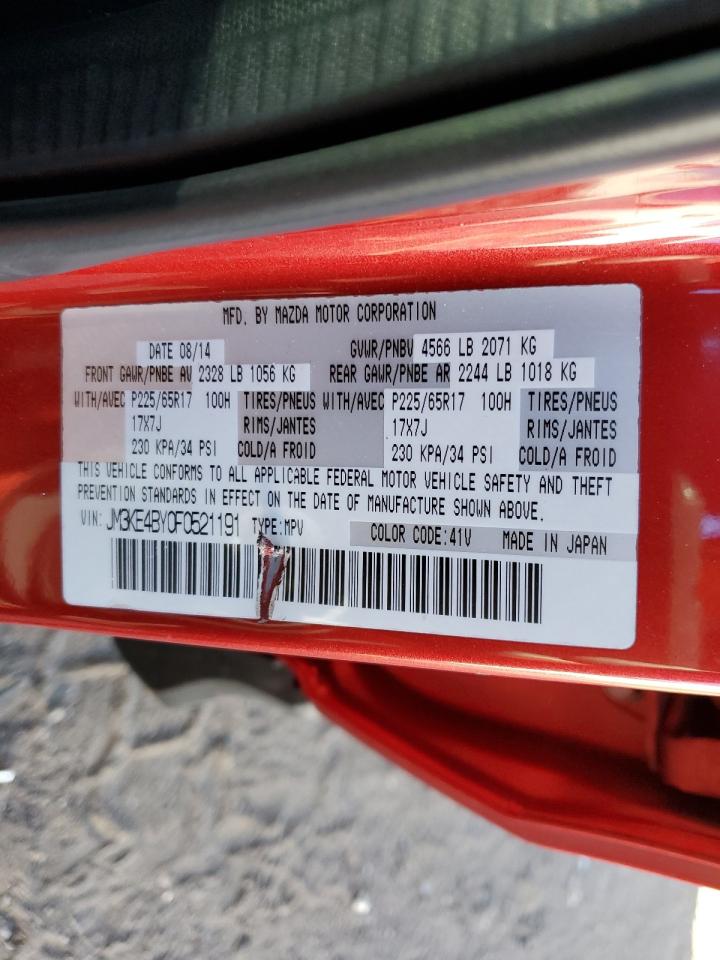 MFD. BY MAZDA MOTOR CORPORATION
DATE 08/14 GVWR/PNBV 4566 LB 2071 KG
FRONT GAWR/PNBE AV 2328 LB 1056 KG REAR GAWR/PNBE AR 2244 LB 1018 KG
WITH/AVEC P225/65R17 100H TIRES/PNEUS WITH/AVEC P225/65R17 100H TIRES/PNEUS
17X7J RIMS/JANTES 17X7J RIMS/JANTES
230 KPA/34 PSI COLD/A FROID 230 KPA/34 PSI COLD/A FROID
THIS VEHICLE CONFORMS TO ALL APPLICABLE FEDERAL MOTOR VEHICLE SAFETY AND THEFT
PREVENTION STANDARDS IN EFFECT ON THE DATE OF MANUFACTURE SHOWN ABOVE.
VIN: JM3KE4BY0F0521191 TYPE:MPV COLOR CODE:41V MADE IN JAPAN